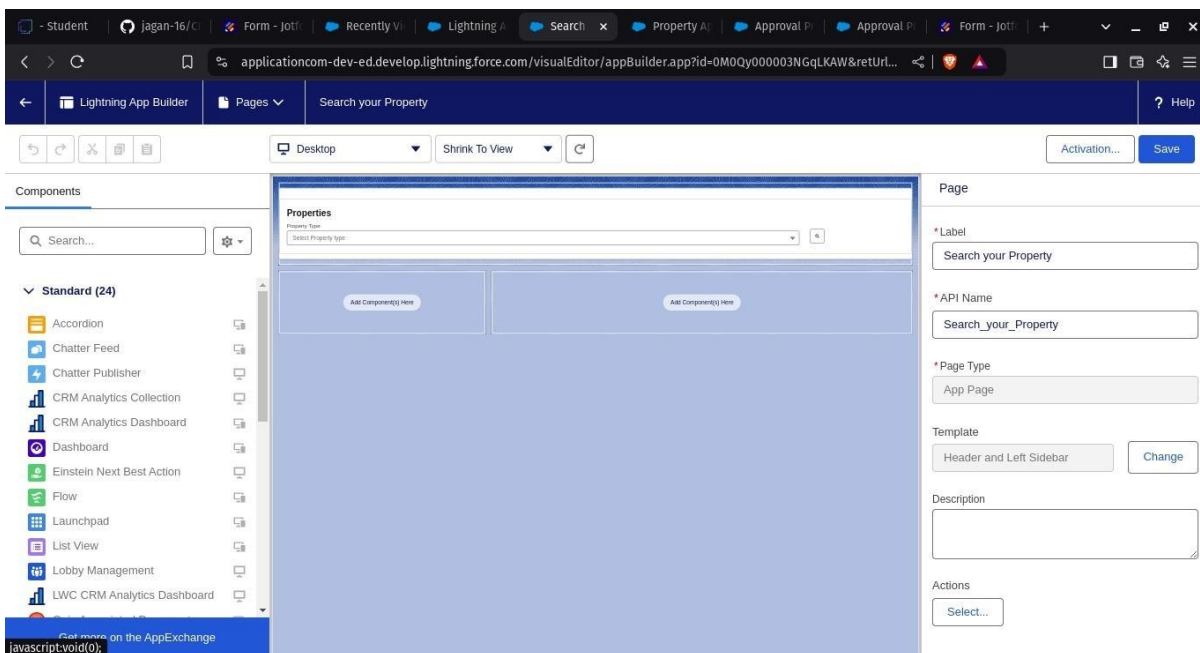 - Student
jagan-16/C
Form - Jotf
Recently Vi
Lightning A
Search
Property Ap
Approval Pr
Approval Pr
Form - Jotf
applicationcom-dev-ed.develop.lightning.force.com/visualEditor/appBuilder.app?id=0M0Qy000003NGqLKAW&retUrl...
Lightning App Builder
Pages
Search your Property
? Help
Desktop
Shrink To View
Activation...
Save
Components
Search...
Standard (24)
Accordion
Chatter Feed
Chatter Publisher
CRM Analytics Collection
CRM Analytics Dashboard
Dashboard
Einstein Next Best Action
Flow
Launchpad
List View
Lobby Management
LWC CRM Analytics Dashboard
Get more on the AppExchange
javascript:void(0);
Properties
Property Type
Select Property type
Add Component(s) Here
Add Component(s) Here
Page
*Label
Search your Property
*API Name
Search_your_Property
*Page Type
App Page
Template
Header and Left Sidebar
Change
Description
Actions
Select...